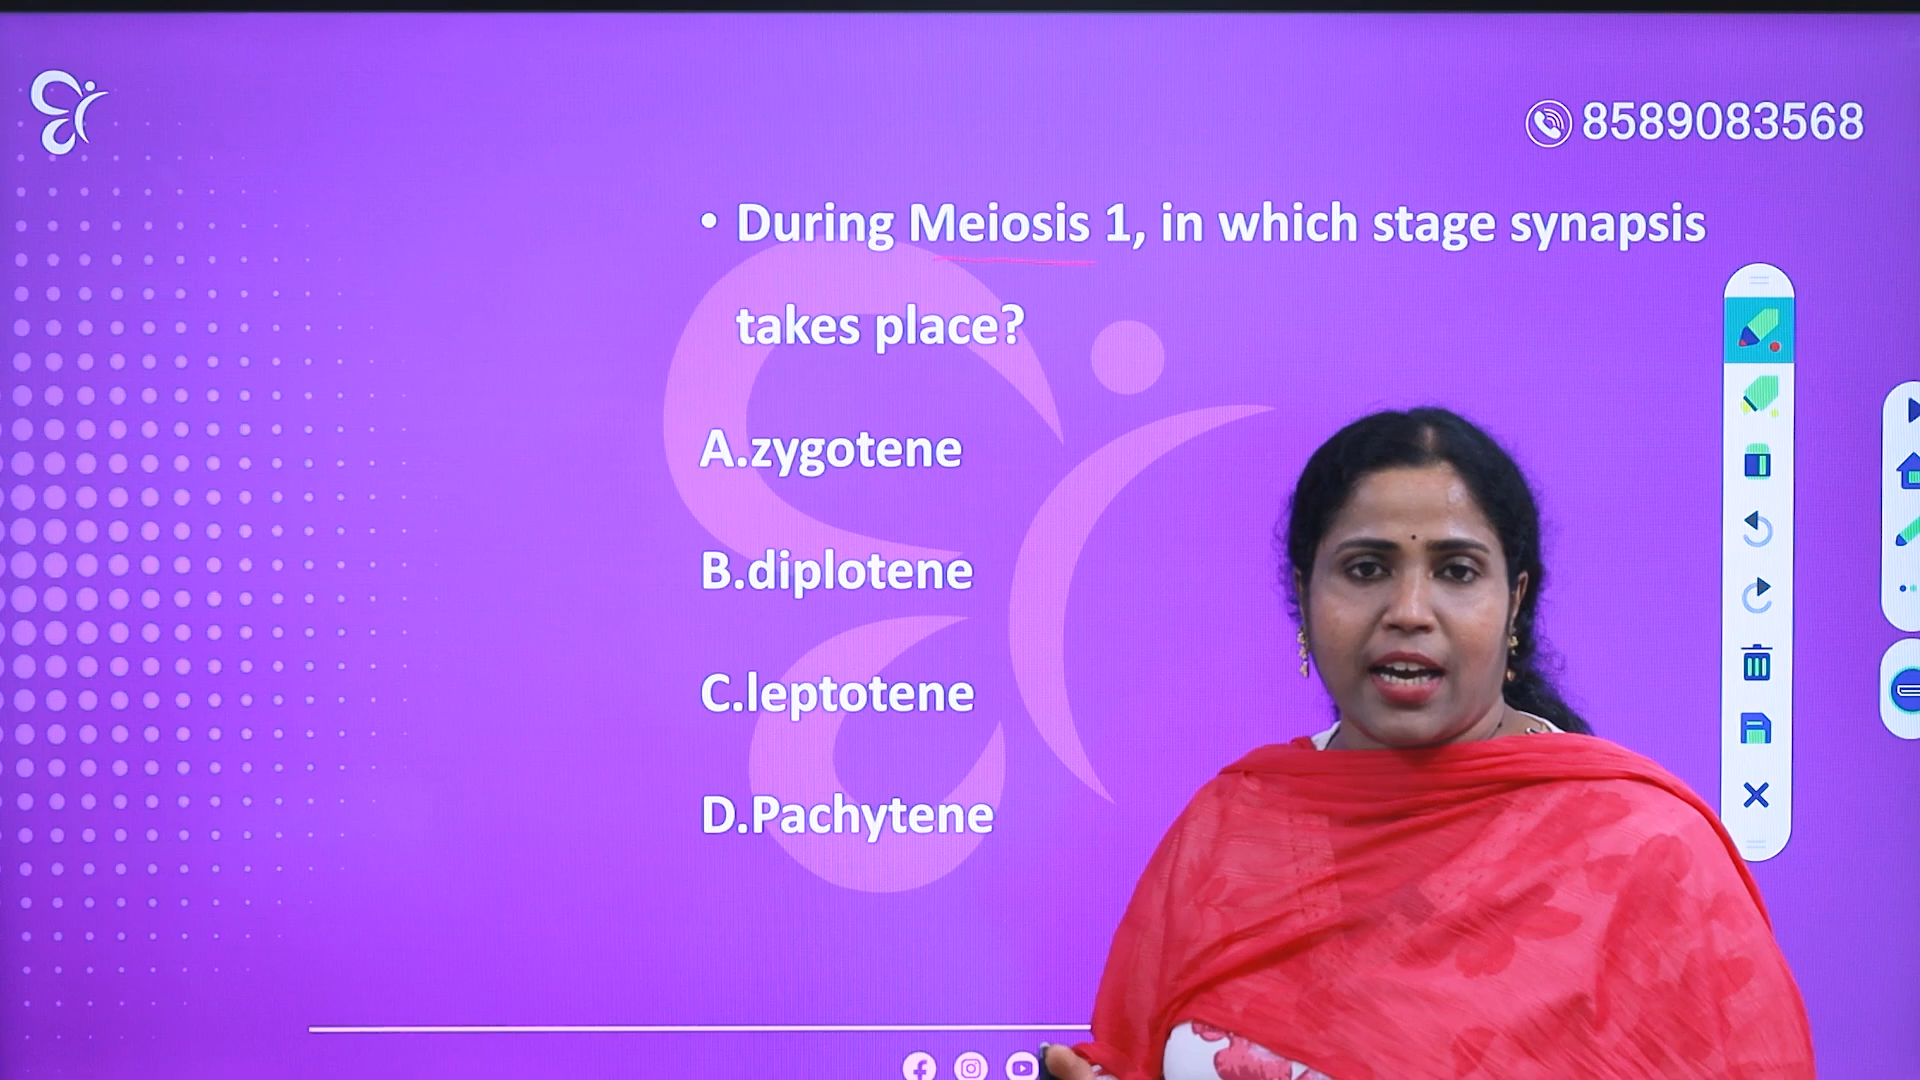 8589083568
• During Meiosis 1, in which stage synapsis
takes place?
A.zygotene
B.diplotene
C.leptotene
D.Pachytene